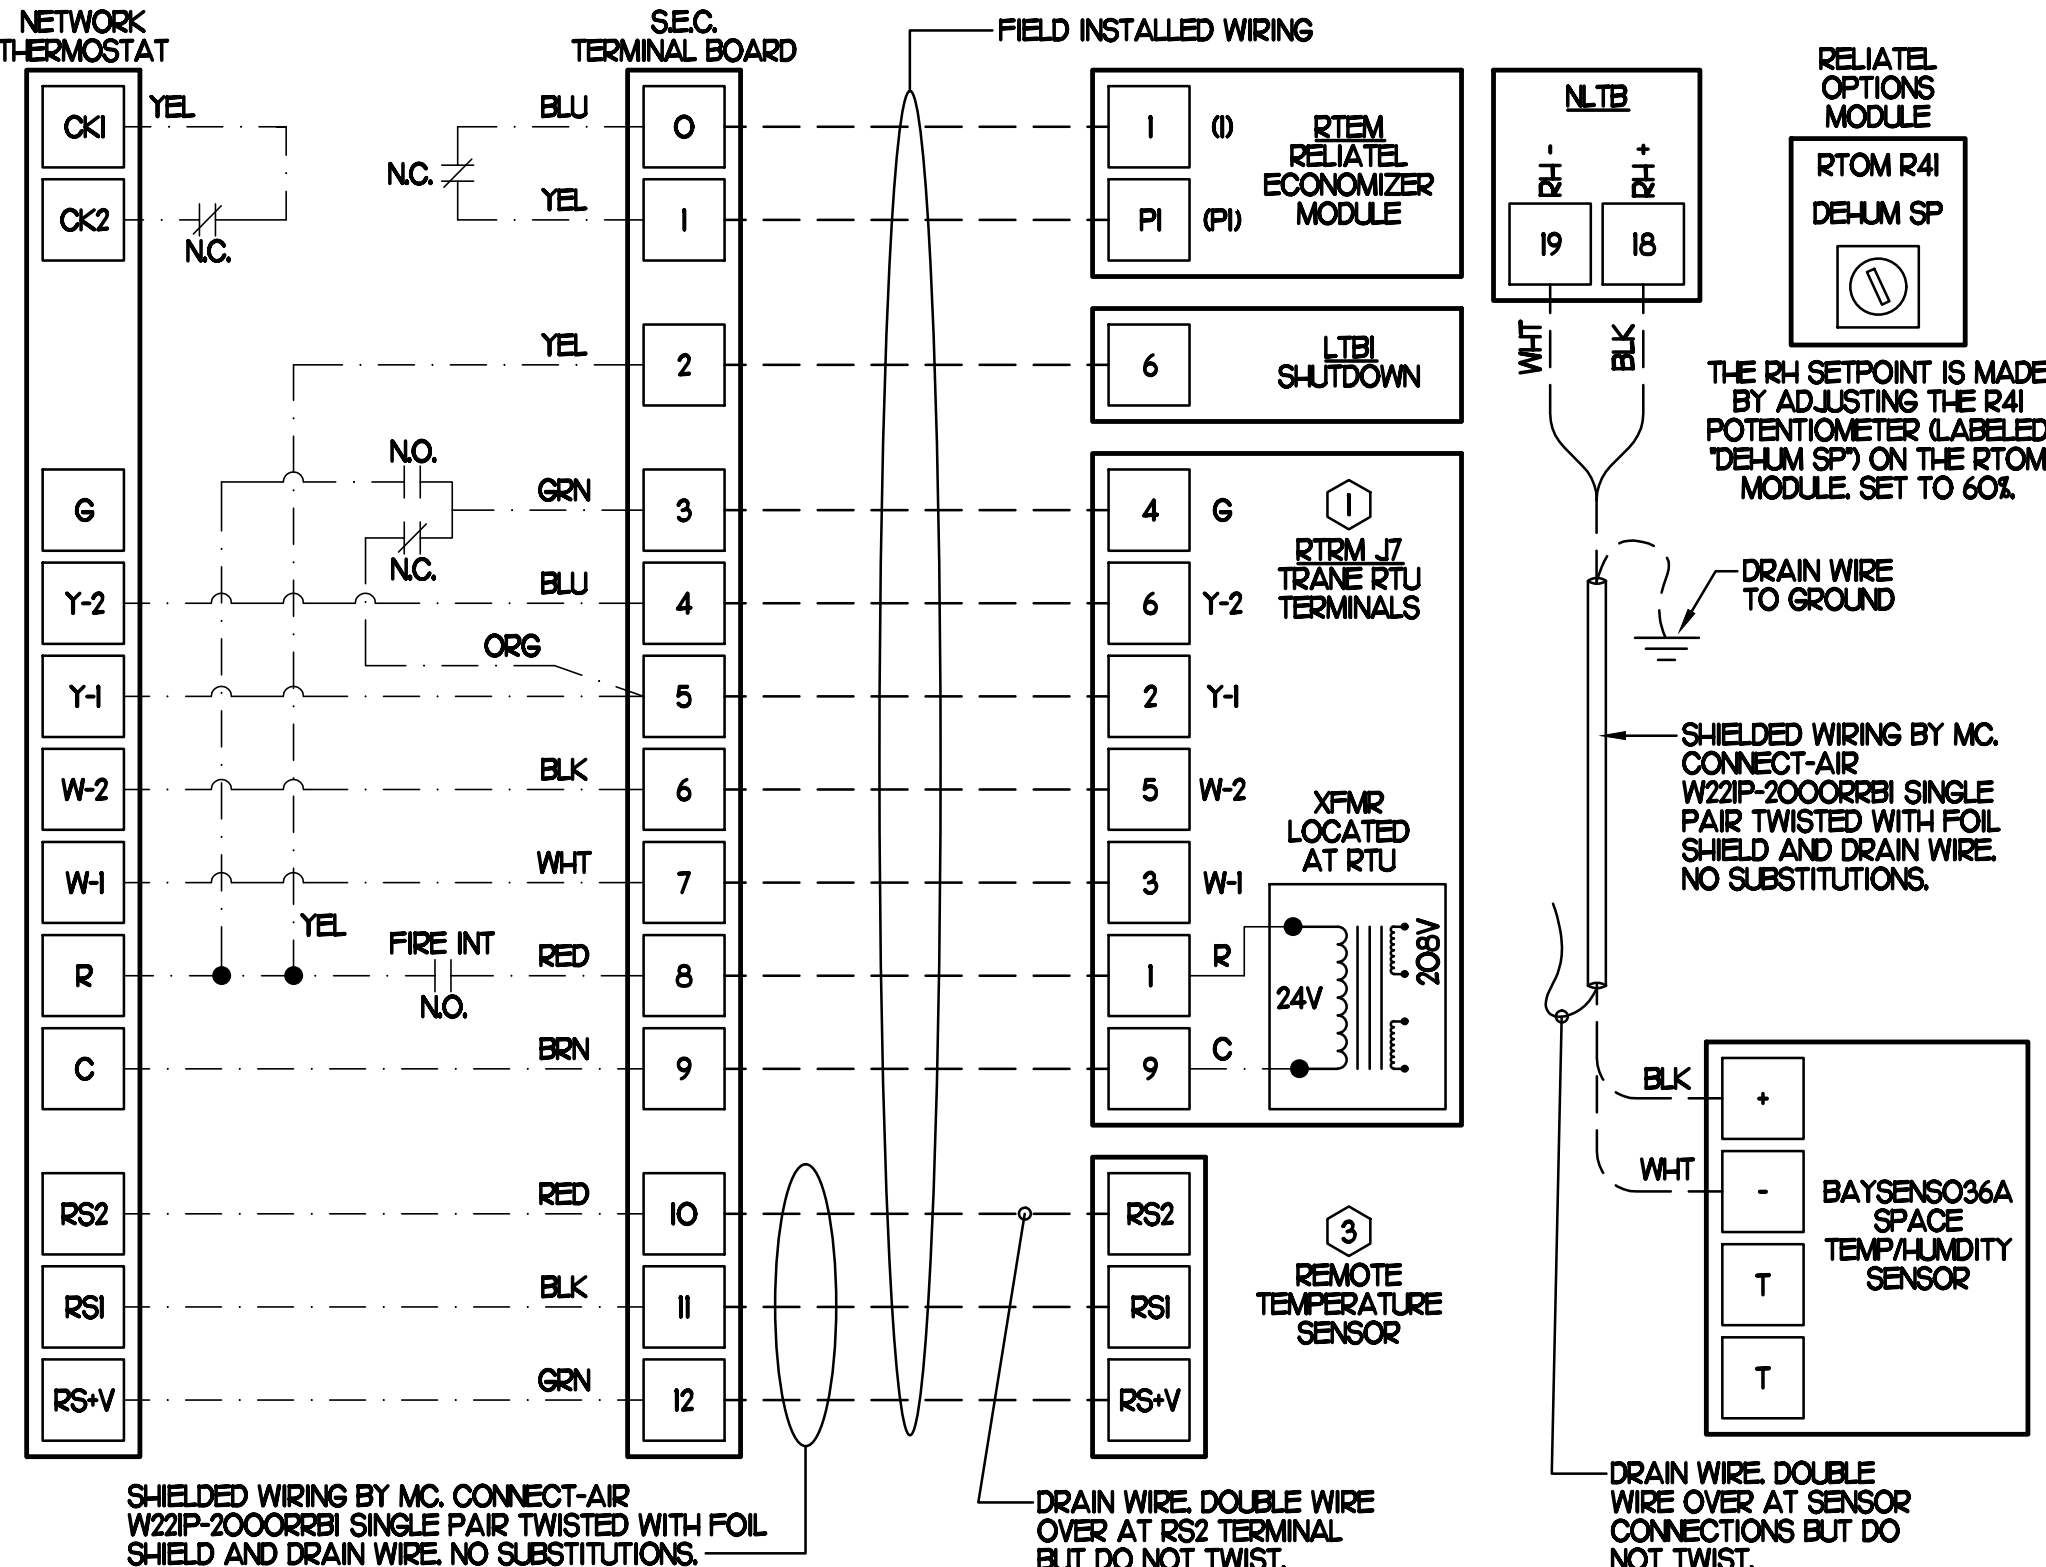 NETWORK
THERMOSTAT
CK1
CK2
G
Y-2
Y-1
W-2
W-1
R
C
RS2
RS1
RS+V
YEL
N.C.
N.C.
N.O.
N.C.
YEL
FIRE INT
N.O.
BLU
YEL
YEL
GRN
BLU
ORG
BLK
WHT
RED
BRN
RED
BLK
GRN
S.E.C.
TERMINAL BOARD
0
1
2
3
4
5
6
7
8
9
10
11
12
FIELD INSTALLED WIRING
1 (1)
P1 (P1)
RTEM
RELIATEL
ECONOMIZER
MODULE
6
LTB1
SHUTDOWN
4 G
6 Y-2
2 Y-1
5 W-2
3 W-1
1 R
9 C
1
RTRM J7
TRANE RTU
TERMINALS
XFMR
LOCATED
AT RTU
24V
208V
RS2
RS1
RS+V
3
REMOTE
TEMPERATURE
SENSOR
NLTB
RH -
RH +
19
18
WHT
BLK
RELIATEL
OPTIONS
MODULE
RTOM R41
DEHUM SP
THE RH SETPOINT IS MADE
BY ADJUSTING THE R41
POTENTIOMETER (LABELED
"DEHUM SP") ON THE RTOM
MODULE. SET TO 60%.
DRAIN WIRE
TO GROUND
SHIELDED WIRING BY MC.
CONNECT-AIR
W221P-2000RRB1 SINGLE
PAIR TWISTED WITH FOIL
SHIELD AND DRAIN WIRE.
NO SUBSTITUTIONS.
BLK
WHT
+
-
T
T
BAYSENS036A
SPACE
TEMP/HUMDITY
SENSOR
SHIELDED WIRING BY MC. CONNECT-AIR
W221P-2000RRB1 SINGLE PAIR TWISTED WITH FOIL
SHIELD AND DRAIN WIRE. NO SUBSTITUTIONS.
DRAIN WIRE. DOUBLE WIRE
OVER AT RS2 TERMINAL
BUT DO NOT TWIST.
DRAIN WIRE. DOUBLE
WIRE OVER AT SENSOR
CONNECTIONS BUT DO
NOT TWIST.